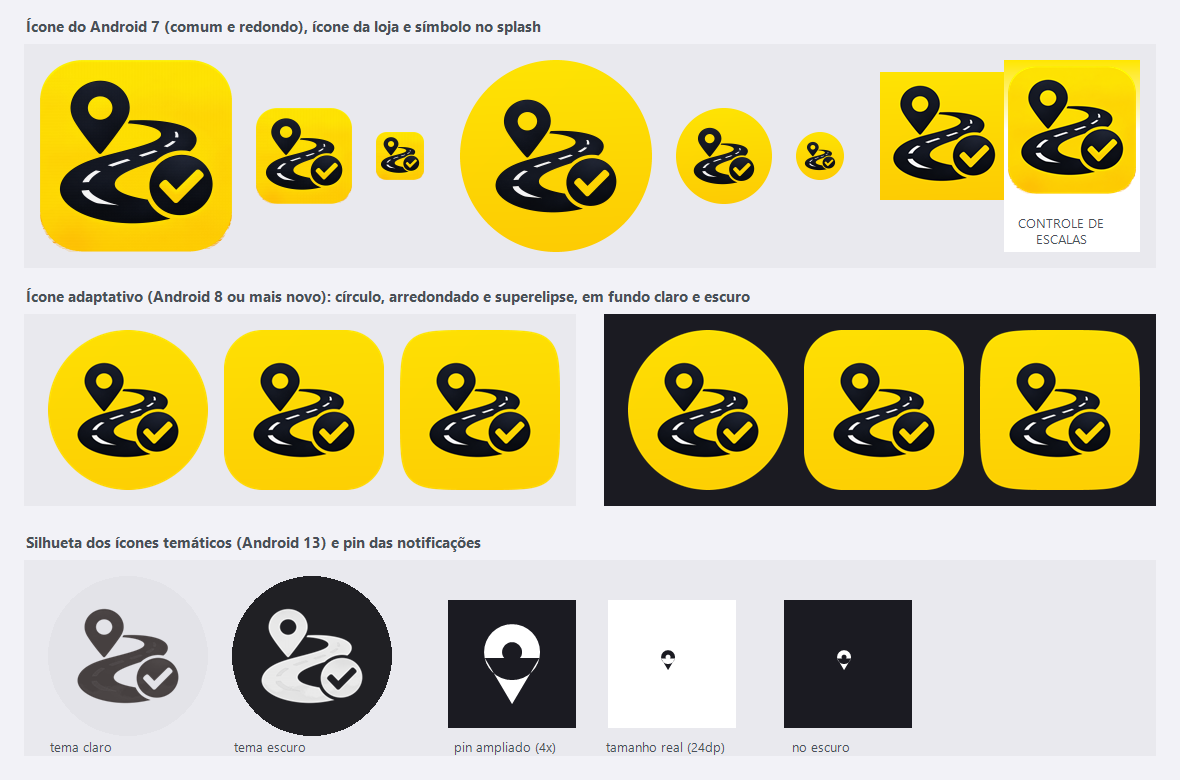 Ícone do Android 7 (comum e redondo), ícone da loja e símbolo no splash
CONTROLE DE
ESCALAS
Ícone adaptativo (Android 8 ou mais novo): círculo, arredondado e superelipse, em fundo claro e escuro
Silhueta dos ícones temáticos (Android 13) e pin das notificações
tema claro
tema escuro
pin ampliado (4x)
tamanho real (24dp)
no escuro